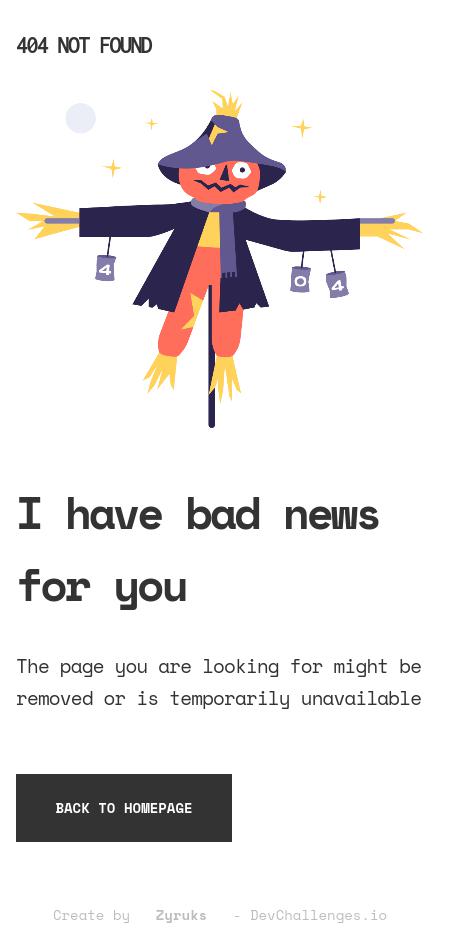 404 NOT FOUND
4
0
4
I have bad news
for you
The page you are looking for might be
removed or is temporarily unavailable
BACK TO HOMEPAGE
Create by Zyruks - DevChallenges.io